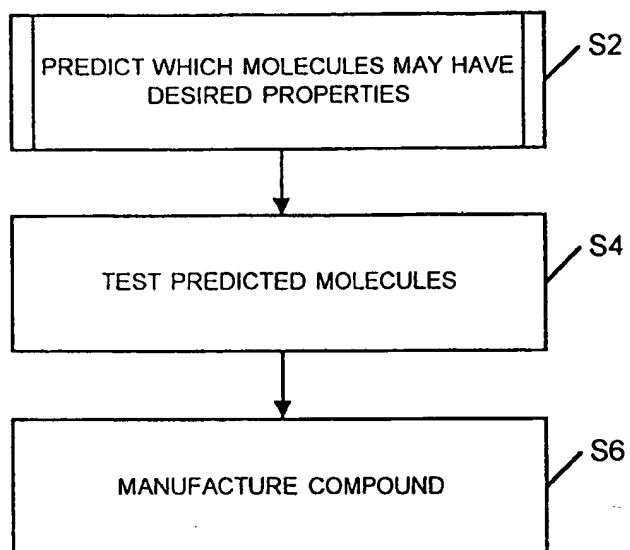 PREDICT WHICH MOLECULES MAY HAVE
DESIRED PROPERTIES
S2
TEST PREDICTED MOLECULES
S4
MANUFACTURE COMPOUND
S6